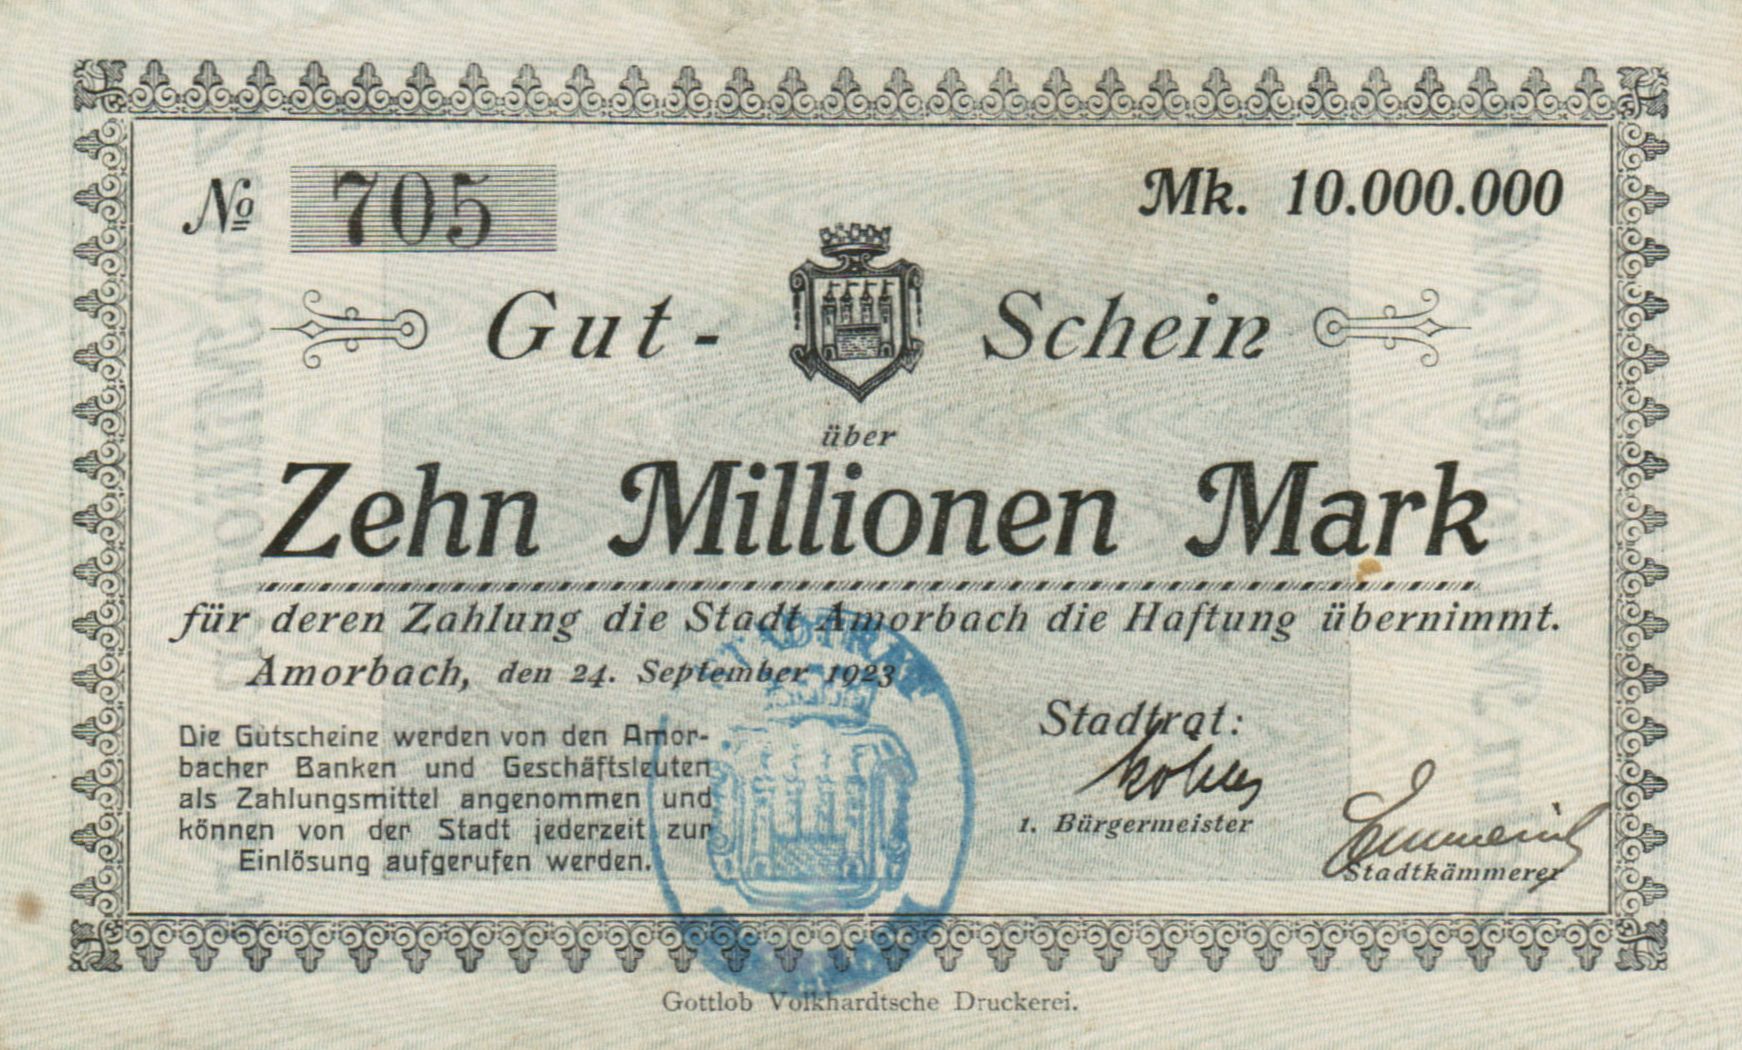 No 705
Mk. 10.000.000
Gut- Schein
über
Zehn Millionen Mark
für deren Zahlung die Stadt Amorbach die Haftung übernimmt.
Amorbach, den 24. September 1923
Die Gutscheine werden von den Amor-
bacher Banken und Geschäftsleuten
als Zahlungsmittel angenommen und
können von der Stadt jederzeit zur
Einlösung aufgerufen werden.
Stadtrat:
1. Bürgermeister
Stadtkämmerer
Gottlob Volkhardtsche Druckerei.